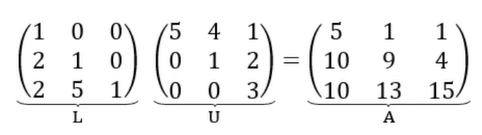 (1 0 0) (5 4 1) (5 1 1)
(2 1 0) (0 1 2) = (10 9 4)
(2 5 1) (0 0 3) (10 13 15)
L U A